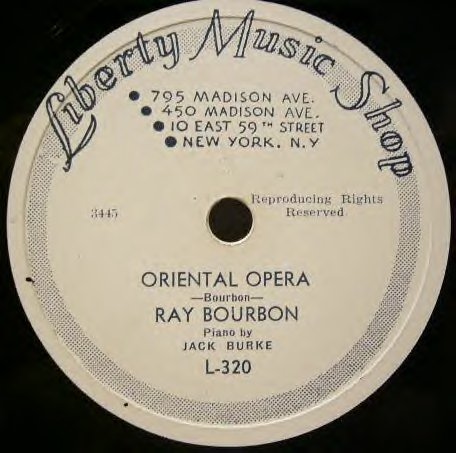 Liberty Music Shop
795 MADISON AVE.
450 MADISON AVE.
10 EAST 59TH STREET
NEW YORK. N.Y
3445
Reproducing Rights
Reserved
ORIENTAL OPERA
—Bourbon—
RAY BOURBON
Piano by
JACK BURKE
L-320